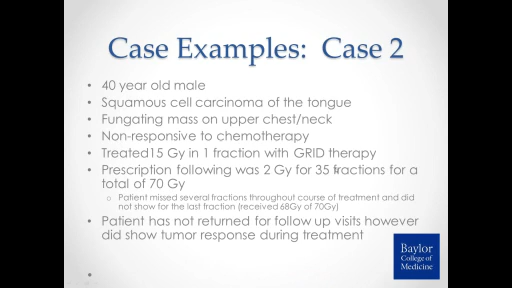 Case Examples: Case 2
• 40 year old male
• Squamous cell carcinoma of the tongue
• Fungating mass on upper chest/neck
• Non-responsive to chemotherapy
• Treated15 Gy in 1 fraction with GRID therapy
• Prescription following was 2 Gy for 35 fractions for a
total of 70 Gy
o Patient missed several fractions throughout course of treatment and did
not show for the last fraction (received 68Gy of 70Gy)
• Patient has not returned for follow up visits however
did show tumor response during treatment
•
Baylor
College of
Medicine